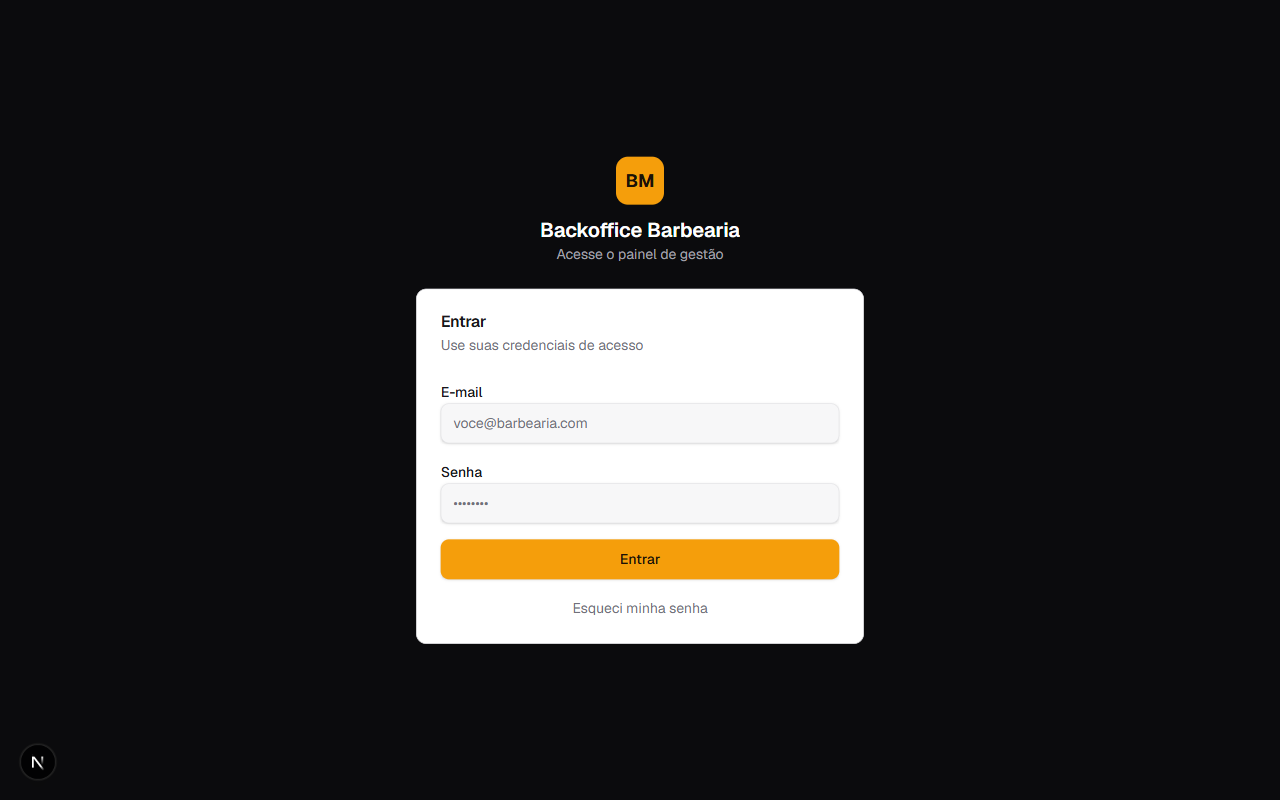 BM
Backoffice Barbearia
Acesse o painel de gestão
Entrar
Use suas credenciais de acesso
E-mail
voce@barbearia.com
Senha
••••••••
Entrar
Esqueci minha senha
N